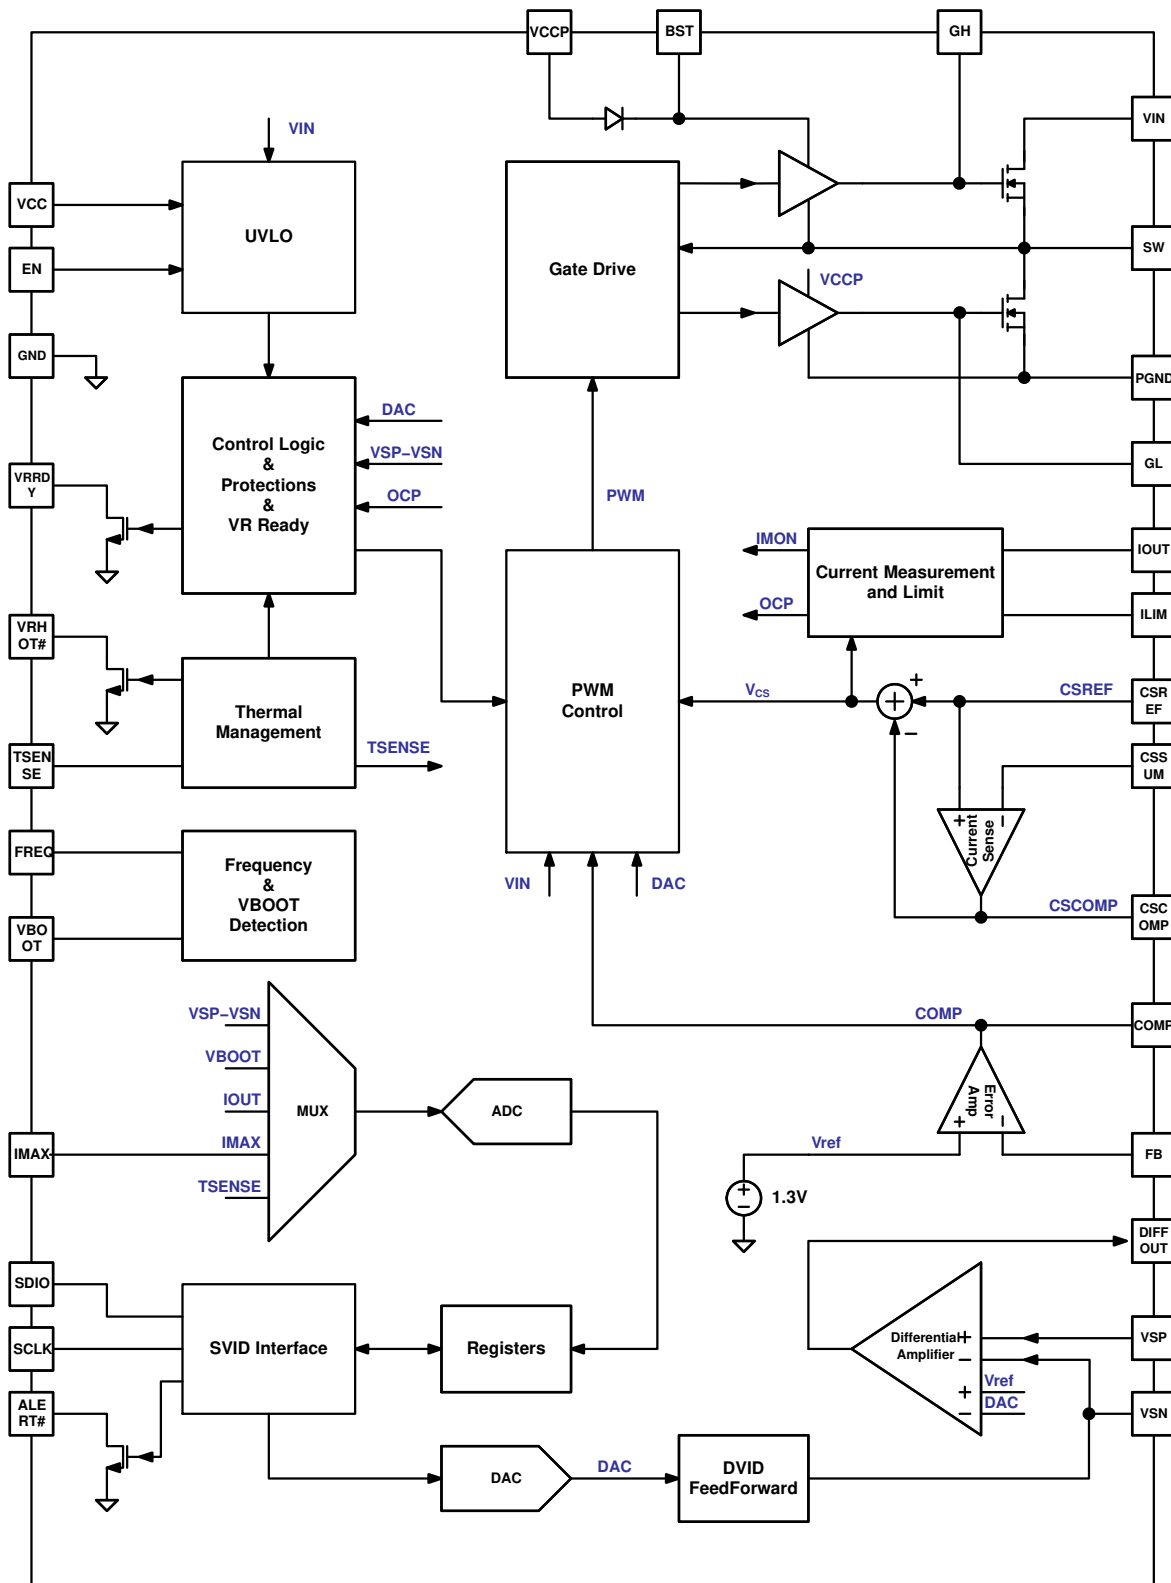 VCCP
BST
GH
VIN
VIN
VCC
UVLO
EN
SW
Gate Drive
VCCP
GND
PGND
DAC
Control Logic
&
Protections
&
VR Ready
VSP–VSN
OCP
GL
VRRD
Y
PWM
IMON
IOUT
Current Measurement
and Limit
OCP
ILIM
VRH
OT#
Thermal
Management
PWM
Control
VCS
+
–
CSREF
CSR
EF
TSENSE
TSEN
SE
CSS
UM
+
–
Current
Sense
FREQ
Frequency
&
VBOOT
Detection
VIN
DAC
VBO
OT
CSCOMP
CSC
OMP
VSP–VSN
COMP
COMP
VBOOT
Error
Amp
IOUT
MUX
ADC
+
–
IMAX
IMAX
Vref
FB
TSENSE
+
–
1.3V
DIFF
OUT
SDIO
SCLK
SVID Interface
Registers
Differential
Amplifier
+
–
VSP
Vref
+
DAC
–
VSN
ALE
RT#
DAC
DAC
DVID
FeedForward